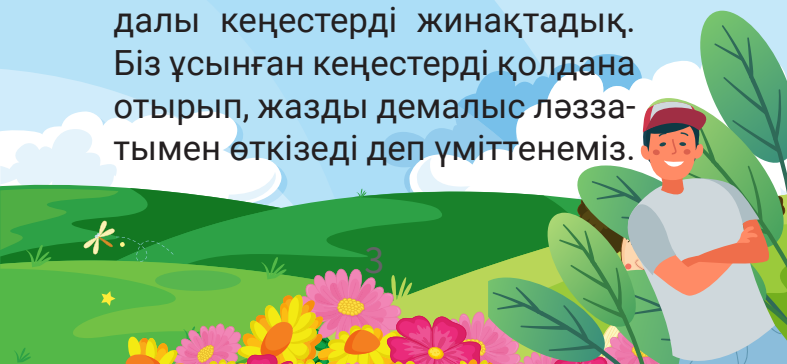 далы кеңестерді жинақтадық.
Біз ұсынған кеңестерді қолдана
отырып, жазды демалыс ләзза-
тымен өткізеді деп үміттенеміз.
3